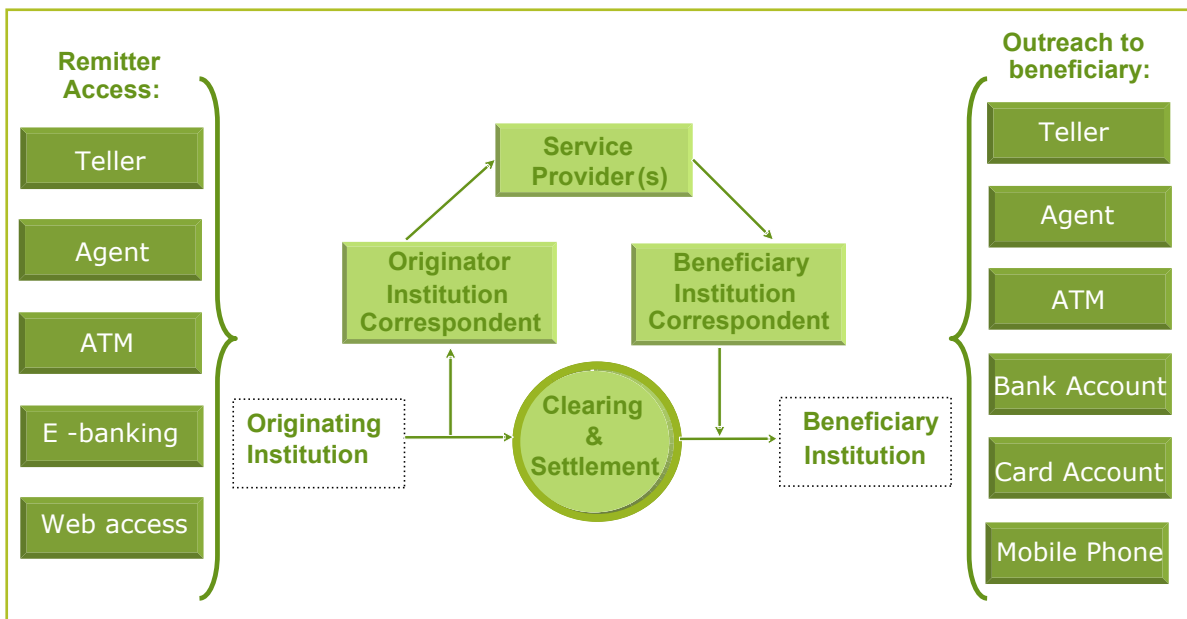 Remitter
Access:
Teller
Agent
ATM
E -banking
Web access
Originating
Institution
Originator
Institution
Correspondent
Service
Provider(s)
Beneficiary
Institution
Correspondent
Clearing
&
Settlement
Beneficiary
Institution
Outreach to
beneficiary:
Teller
Agent
ATM
Bank Account
Card Account
Mobile Phone